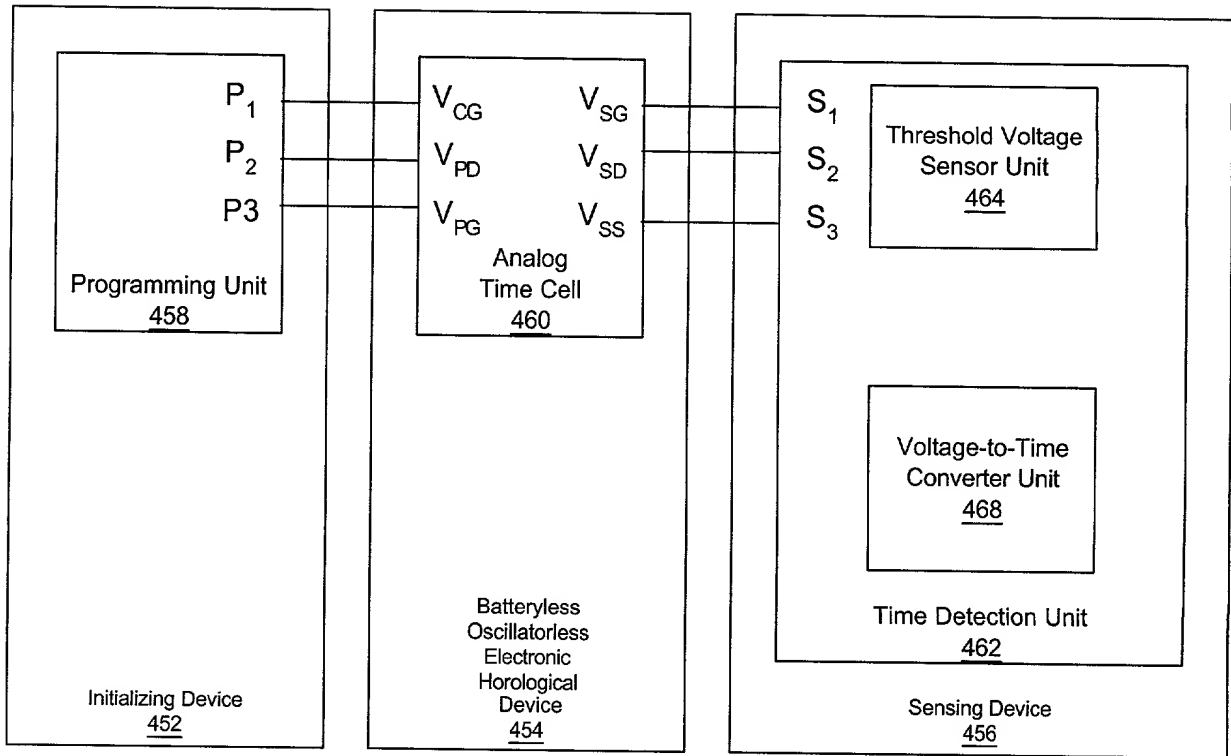 P1
P2
P3
Programming Unit
458
Initializing Device
452
VCG
VPD
VPG
VSG
VSD
VSS
Analog
Time Cell
460
Batteryless
Oscillatorless
Electronic
Horological
Device
454
S1
S2
S3
Threshold Voltage
Sensor Unit
464
Voltage-to-Time
Converter Unit
468
Time Detection Unit
462
Sensing Device
456